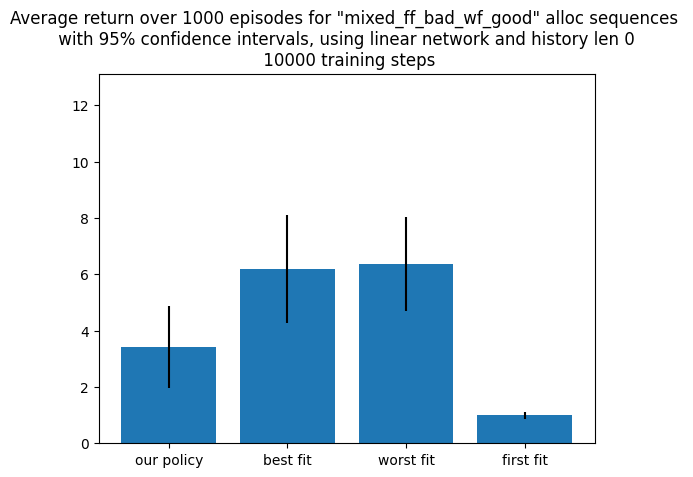 Average return over 1000 episodes for "mixed_ff_bad_wf_good" alloc sequences
with 95% confidence intervals, using linear network and history len 0
10000 training steps
12
10
8
6
4
2
0
our policy
best fit
worst fit
first fit